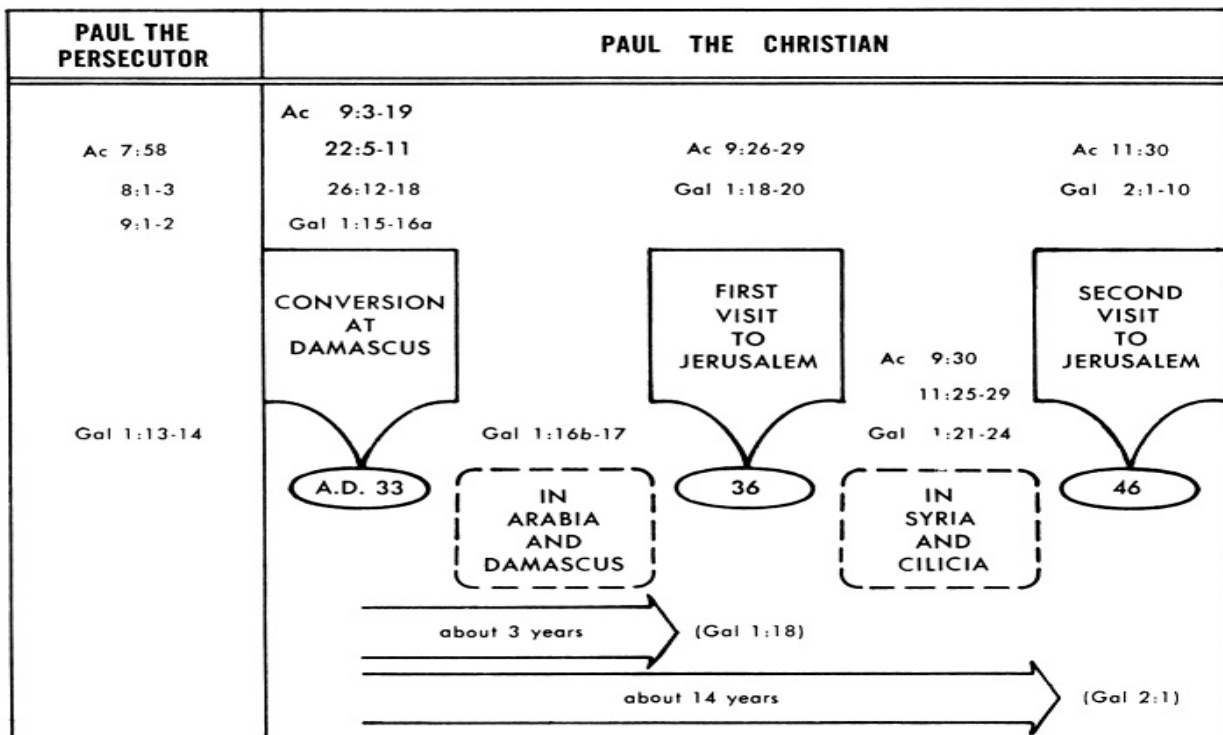 PAUL THE
PERSECUTOR
PAUL THE CHRISTIAN
Ac 7:58
8:1-3
9:1-2
Gal 1:13-14
Ac 9:3-19
22:5-11
26:12-18
Gal 1:15-16a
CONVERSION
AT
DAMASCUS
A.D. 33
Gal 1:16b-17
IN
ARABIA
AND
DAMASCUS
Ac 9:26-29
Gal 1:18-20
FIRST
VISIT
TO
JERUSALEM
36
Ac 9:30
11:25-29
Gal 1:21-24
IN
SYRIA
AND
CILICIA
Ac 11:30
Gal 2:1-10
SECOND
VISIT
TO
JERUSALEM
46
about 3 years
(Gal 1:18)
about 14 years
(Gal 2:1)